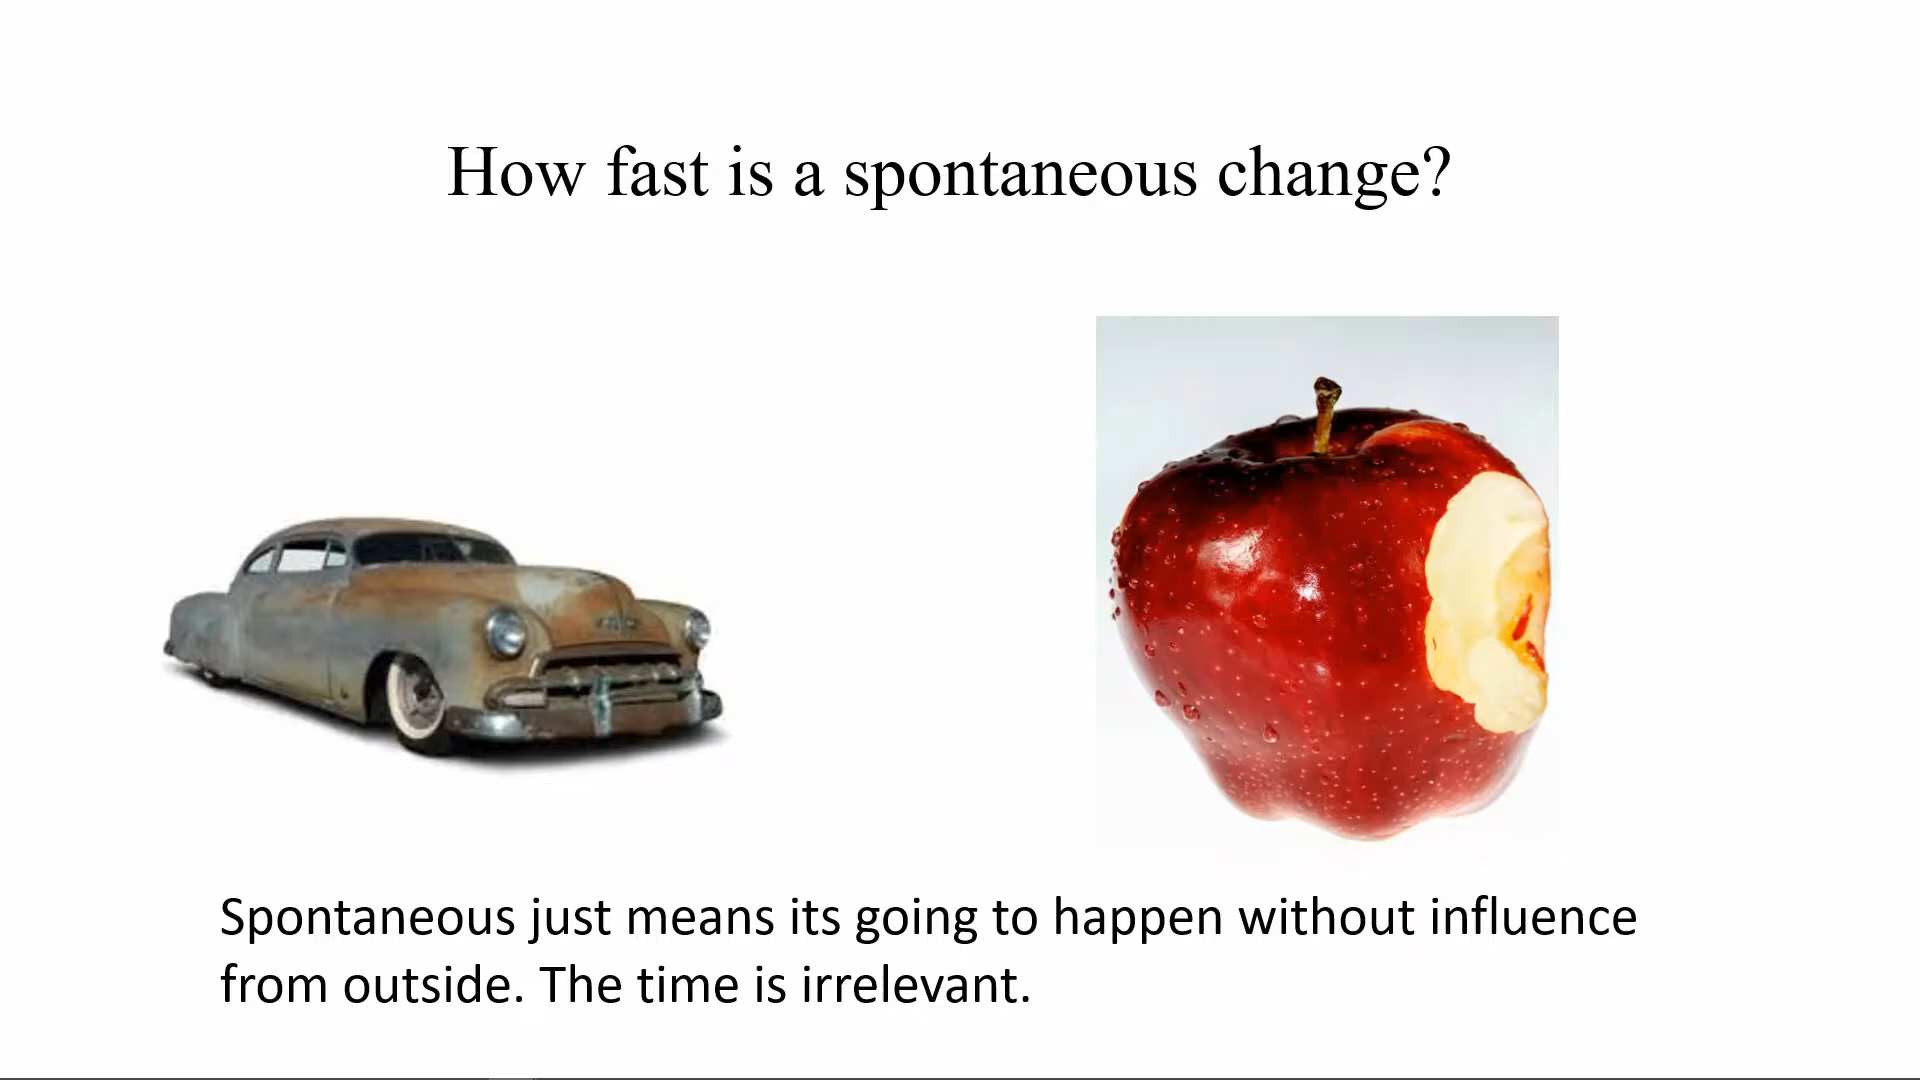 How fast is a spontaneous change?
Spontaneous just means its going to happen without influence
from outside. The time is irrelevant.